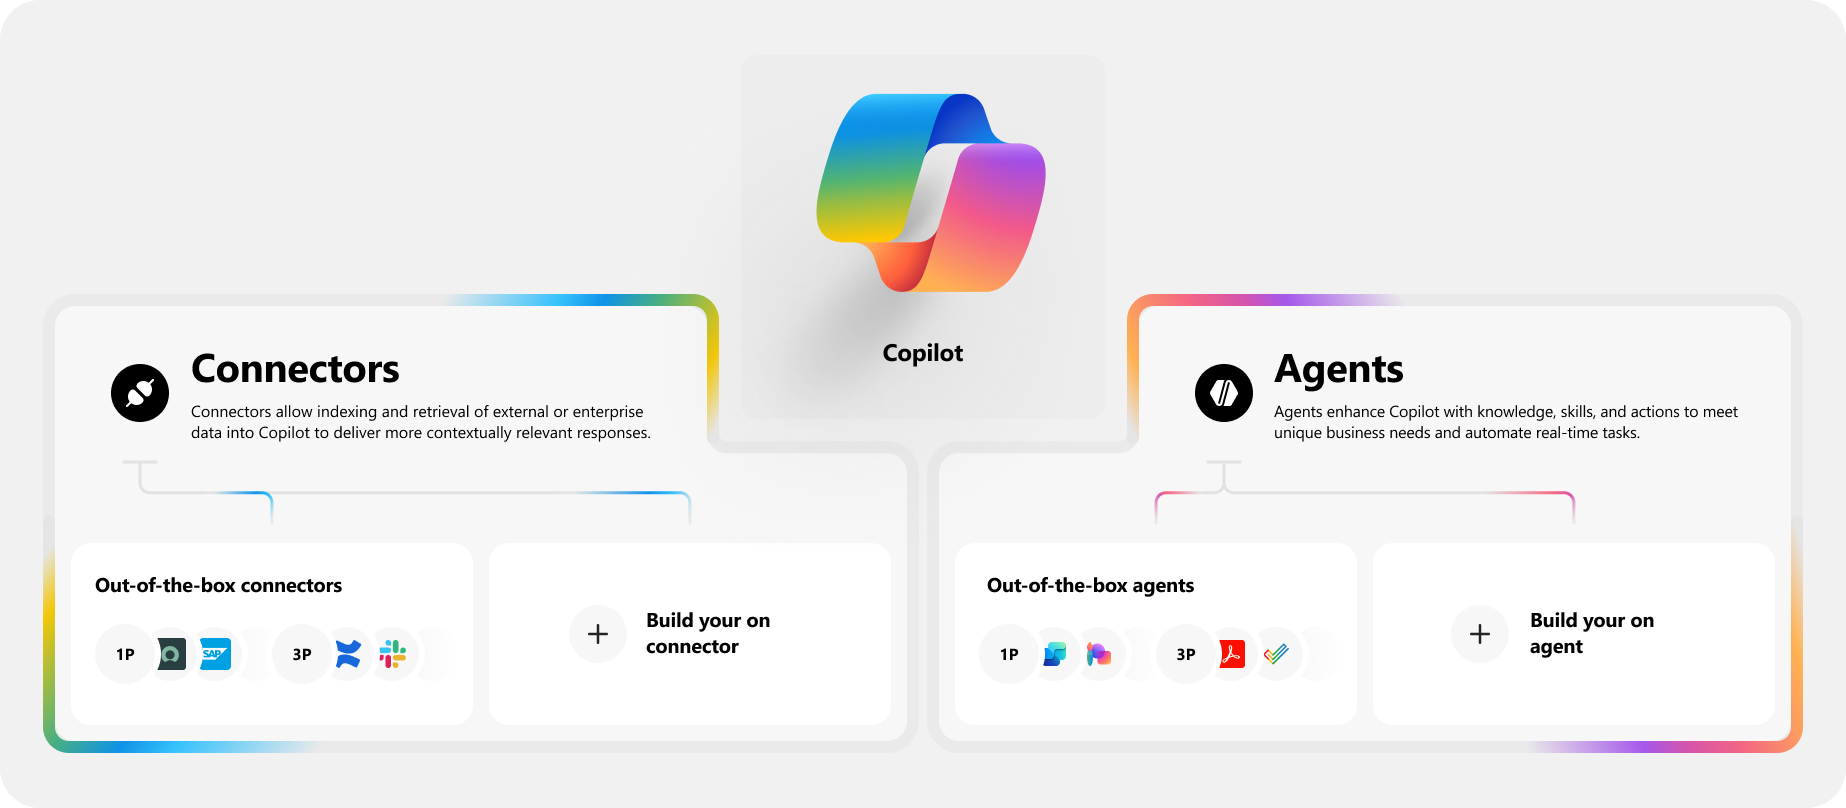 Copilot
Connectors
Connectors allow indexing and retrieval of external or enterprise
data into Copilot to deliver more contextually relevant responses.
Out-of-the-box connectors
1P
SAP
3P
Build your on
connector
Agents
Agents enhance Copilot with knowledge, skills, and actions to meet
unique business needs and automate real-time tasks.
Out-of-the-box agents
1P
3P
Build your on
agent